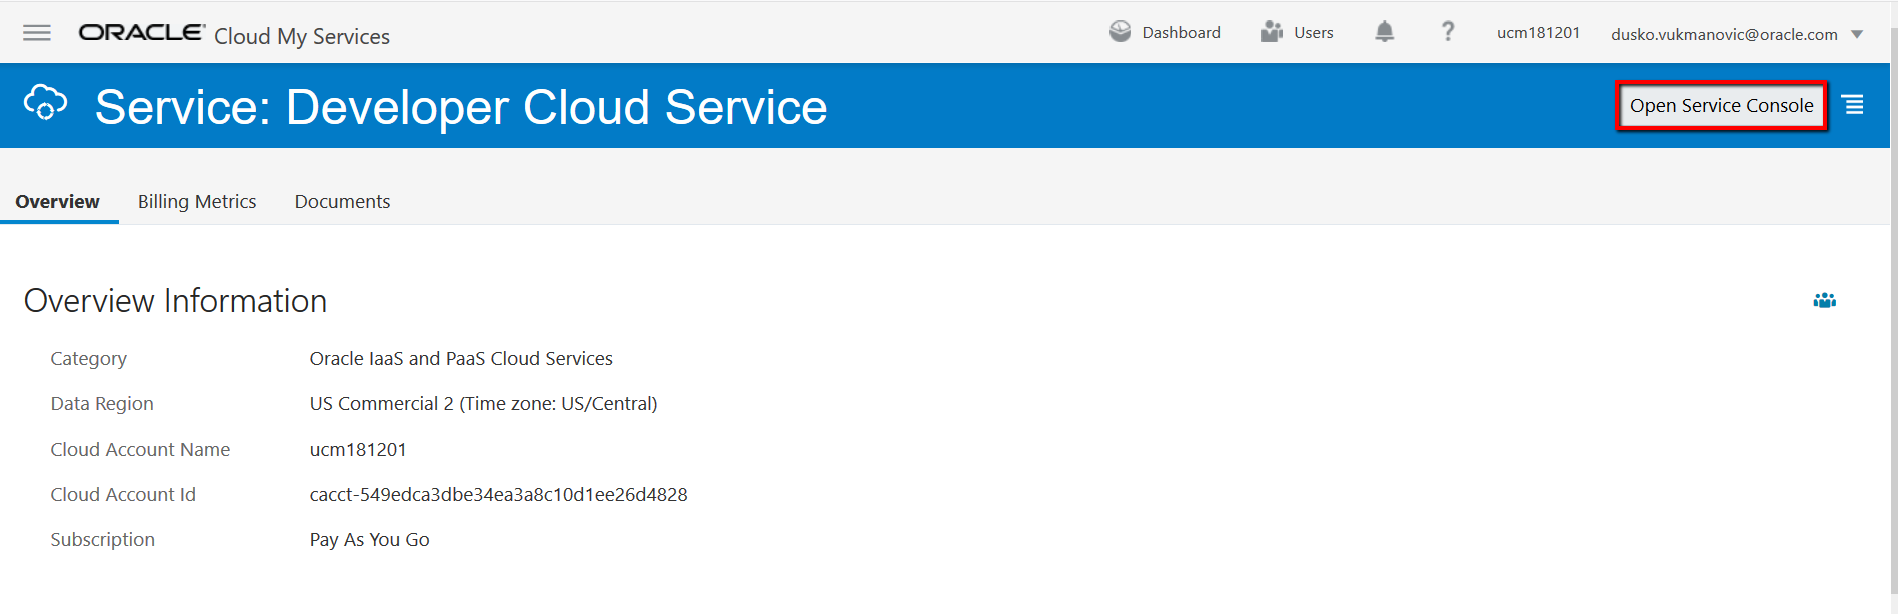 ORACLE Cloud My Services
Dashboard Users ? ucm181201 dusko.vukmanovic@oracle.com
Service: Developer Cloud Service
Open Service Console
Overview Billing Metrics Documents
Overview Information
Category Oracle IaaS and PaaS Cloud Services
Data Region US Commercial 2 (Time zone: US/Central)
Cloud Account Name ucm181201
Cloud Account Id cacct-549edca3dbe34ea3a8c10d1ee26d4828
Subscription Pay As You Go